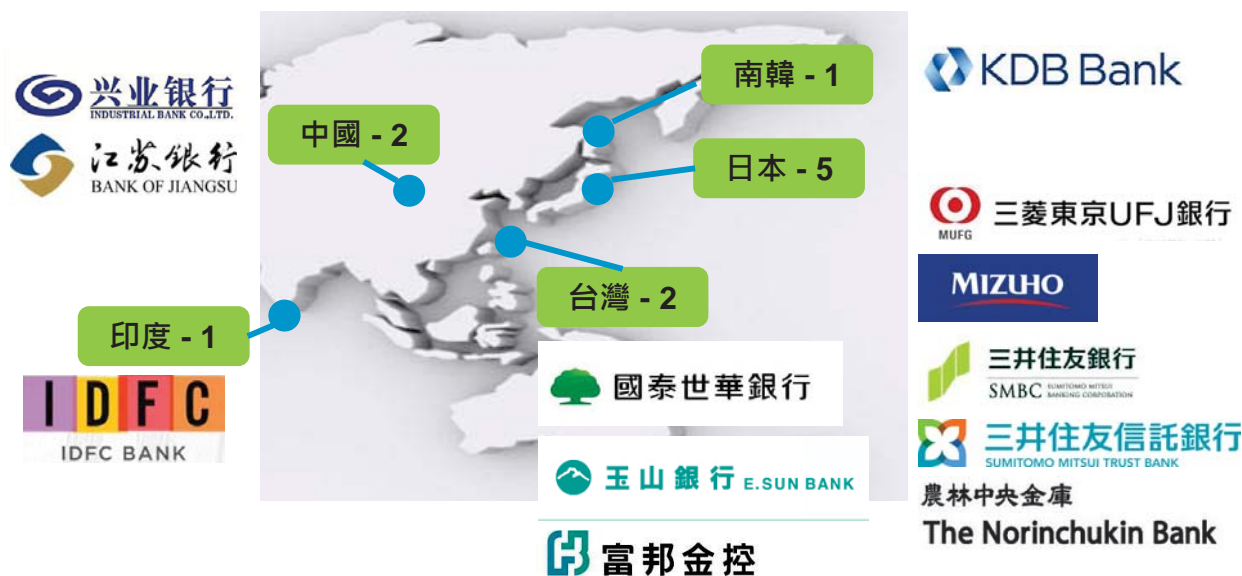 兴业银行
INDUSTRIAL BANK CO.,LTD.
江苏银行
BANK OF JIANGSU
中國 - 2
南韓 - 1
日本 - 5
台灣 - 2
印度 - 1
IDFC
IDFC BANK
國泰世華銀行
玉山銀行 E.SUN BANK
富邦金控
KDB Bank
MUFG
三菱東京UFJ銀行
MIZUHO
三井住友銀行
SMBC SUMITOMO MITSUI
BANKING CORPORATION
三井住友信託銀行
SUMITOMO MITSUI TRUST BANK
農林中央金庫
The Norinchukin Bank